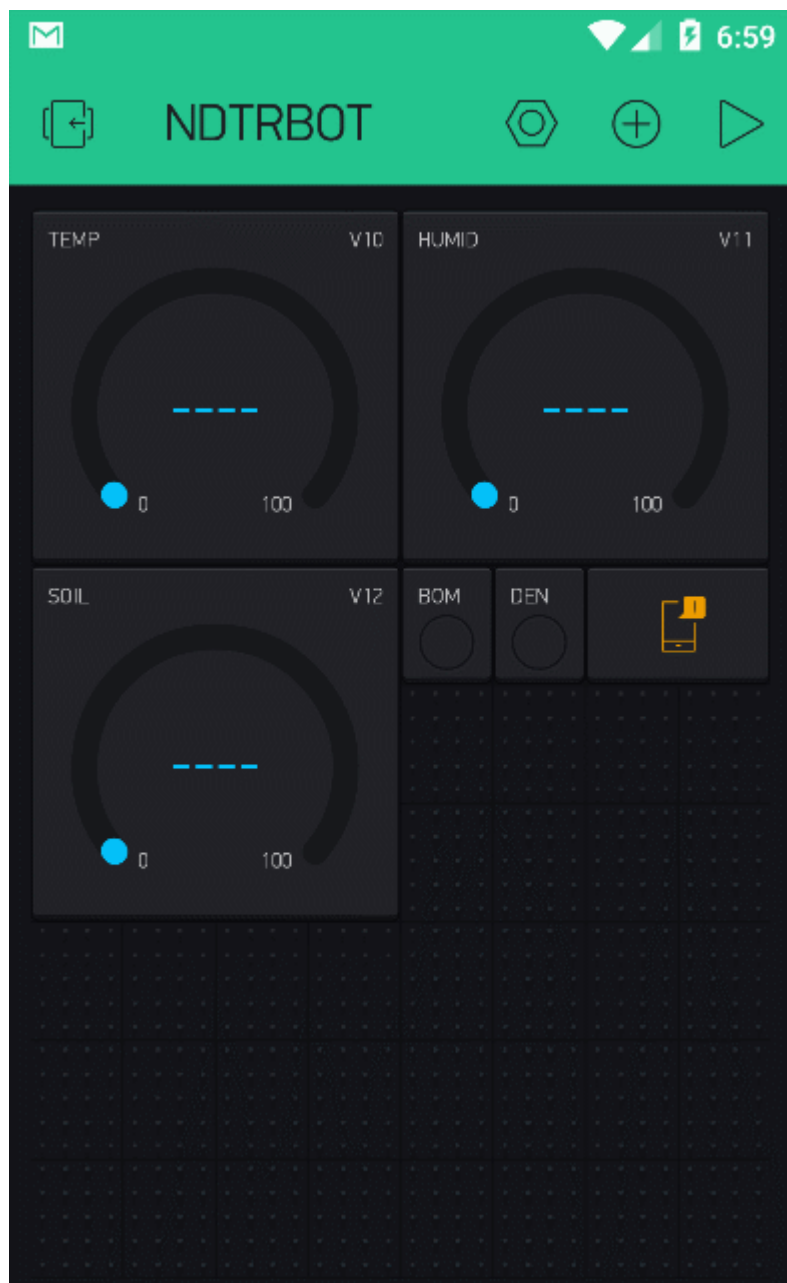 6:59
NDTRBOT
TEMP V10
HUMID V11
----
----
0 100
0 100
SOIL V12
BOM
DEN
----
0 100